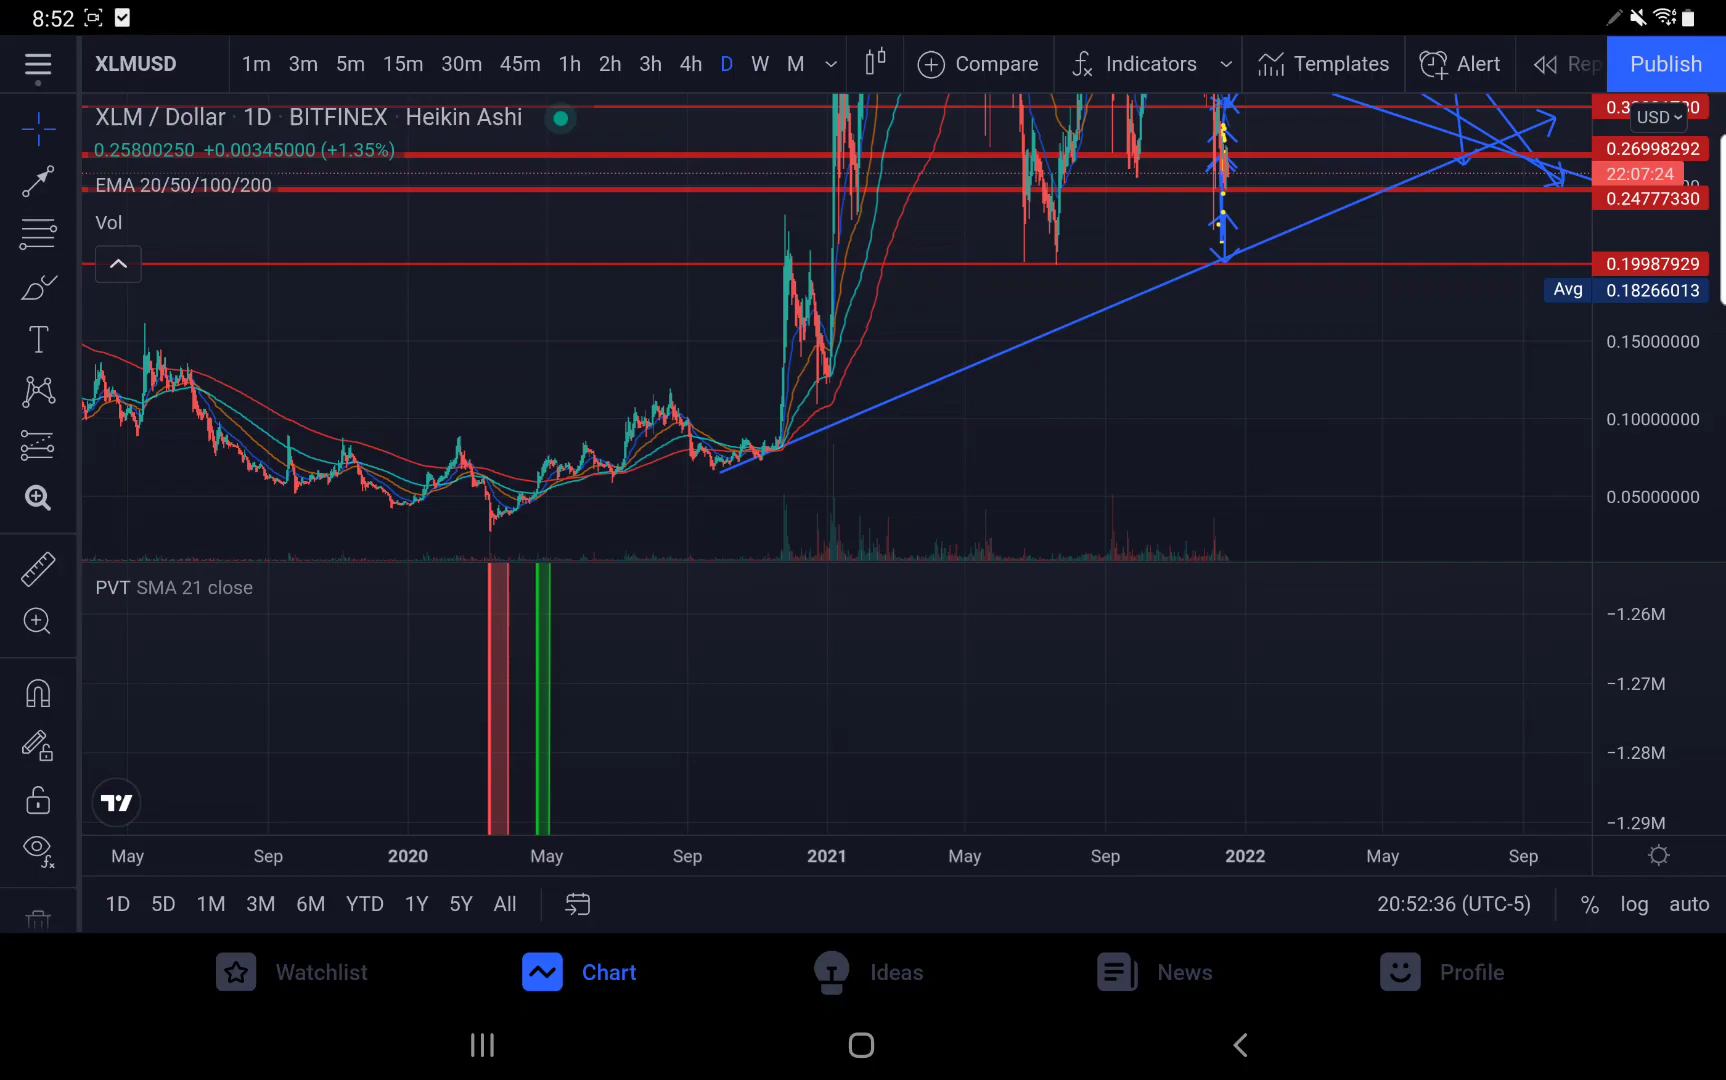 8:52
XLMUSD 1m 3m 5m 15m 30m 45m 1h 2h 3h 4h D W M Compare Indicators Templates Alert Rep Publish
XLM / Dollar · 1D · BITFINEX · Heikin Ashi
USD
0.25800250 +0.00345000 (+1.35%)
0.26998292
22:07:24
EMA 20/50/100/200
0.24777330
Vol
0.19987929
Avg 0.18266013
0.15000000
0.10000000
0.05000000
PVT SMA 21 close
−1.26M
−1.27M
−1.28M
−1.29M
May Sep 2020 May Sep 2021 May Sep 2022 May Sep
1D 5D 1M 3M 6M YTD 1Y 5Y All 20:52:36 (UTC-5) % log auto
Watchlist Chart Ideas News Profile